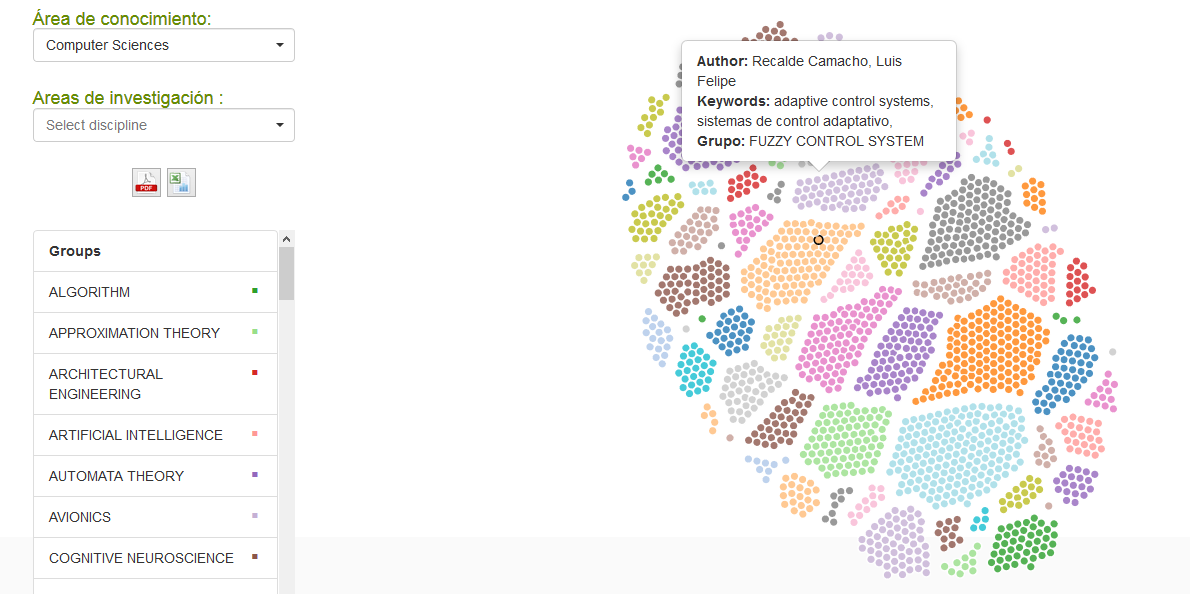 Área de conocimiento:
Computer Sciences
Areas de investigación :
Select discipline
PDF
Groups
ALGORITHM
APPROXIMATION THEORY
ARCHITECTURAL
ENGINEERING
ARTIFICIAL INTELLIGENCE
AUTOMATA THEORY
AVIONICS
COGNITIVE NEUROSCIENCE
Author: Recalde Camacho, Luis
Felipe
Keywords: adaptive control systems,
sistemas de control adaptativo,
Grupo: FUZZY CONTROL SYSTEM